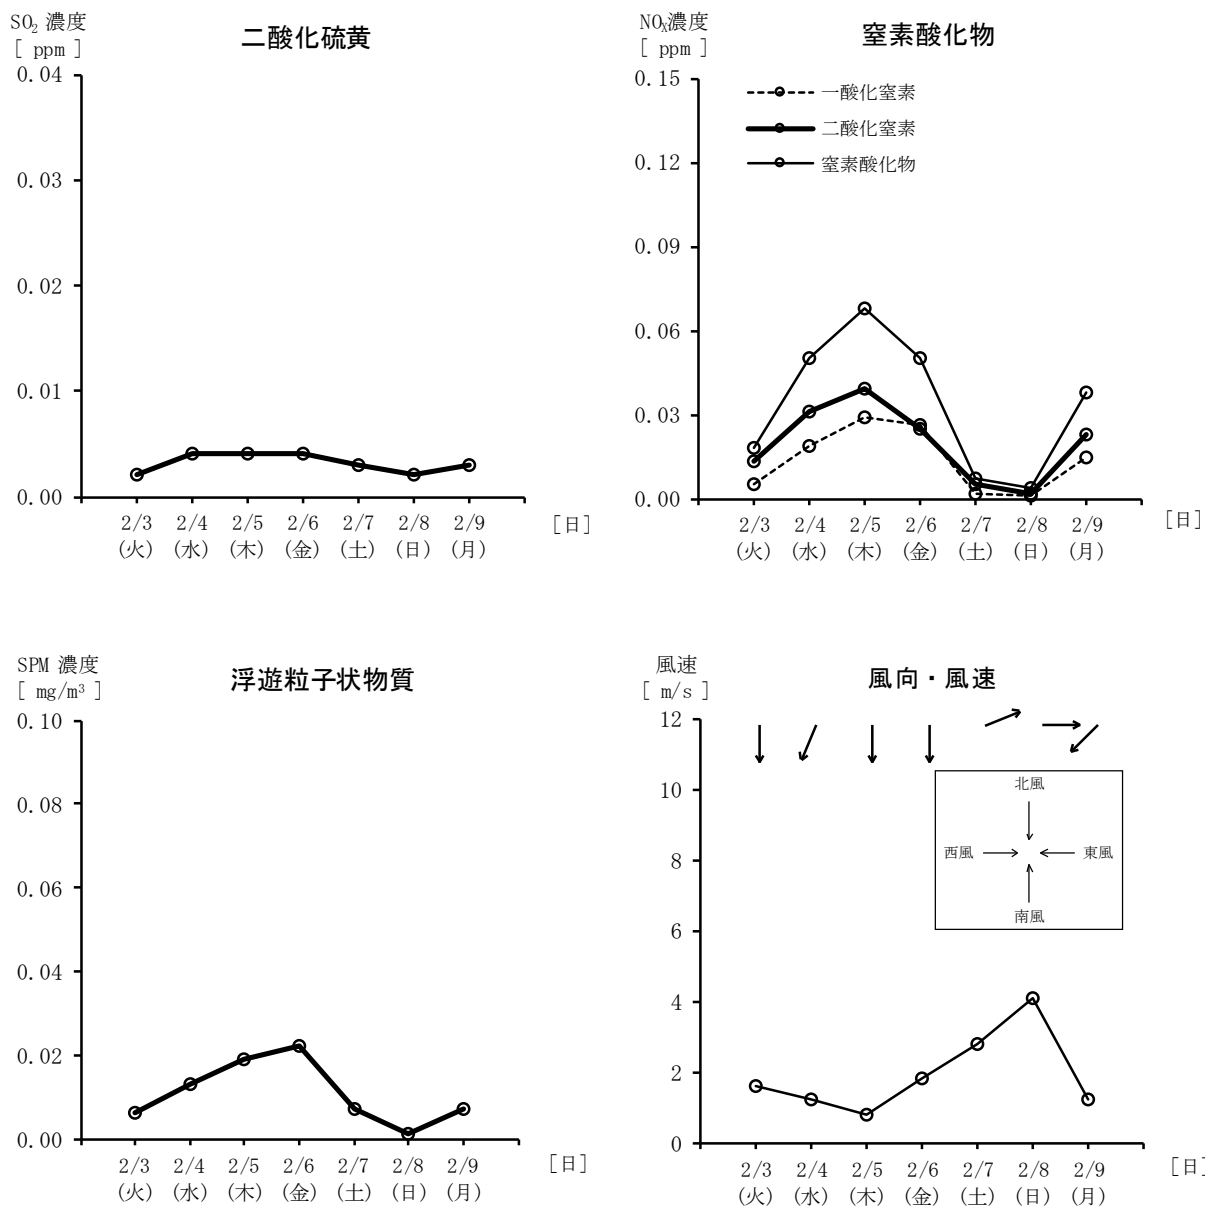 SO₂ 濃度
[ ppm ]
二酸化硫黄
0.04
0.03
0.02
0.01
0.00
2/3 2/4 2/5 2/6 2/7 2/8 2/9
(火) (水) (木) (金) (土) (日) (月)
[日]
NOX濃度
[ ppm ]
窒素酸化物
一酸化窒素
二酸化窒素
窒素酸化物
0.15
0.12
0.09
0.06
0.03
0.00
2/3 2/4 2/5 2/6 2/7 2/8 2/9
(火) (水) (木) (金) (土) (日) (月)
[日]
SPM 濃度
[ mg/m³ ]
浮遊粒子状物質
0.10
0.08
0.06
0.04
0.02
0.00
2/3 2/4 2/5 2/6 2/7 2/8 2/9
(火) (水) (木) (金) (土) (日) (月)
[日]
風速
[ m/s ]
風向・風速
12
10
8
6
4
2
0
北風
西風 東風
南風
2/3 2/4 2/5 2/6 2/7 2/8 2/9
(火) (水) (木) (金) (土) (日) (月)
[日]